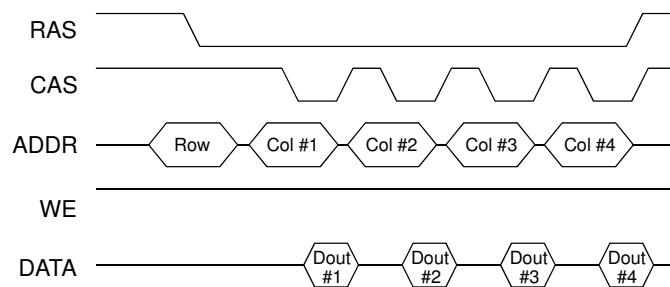 RAS
CAS
ADDR Row Col #1 Col #2 Col #3 Col #4
WE
DATA Dout Dout Dout Dout
#1 #2 #3 #4